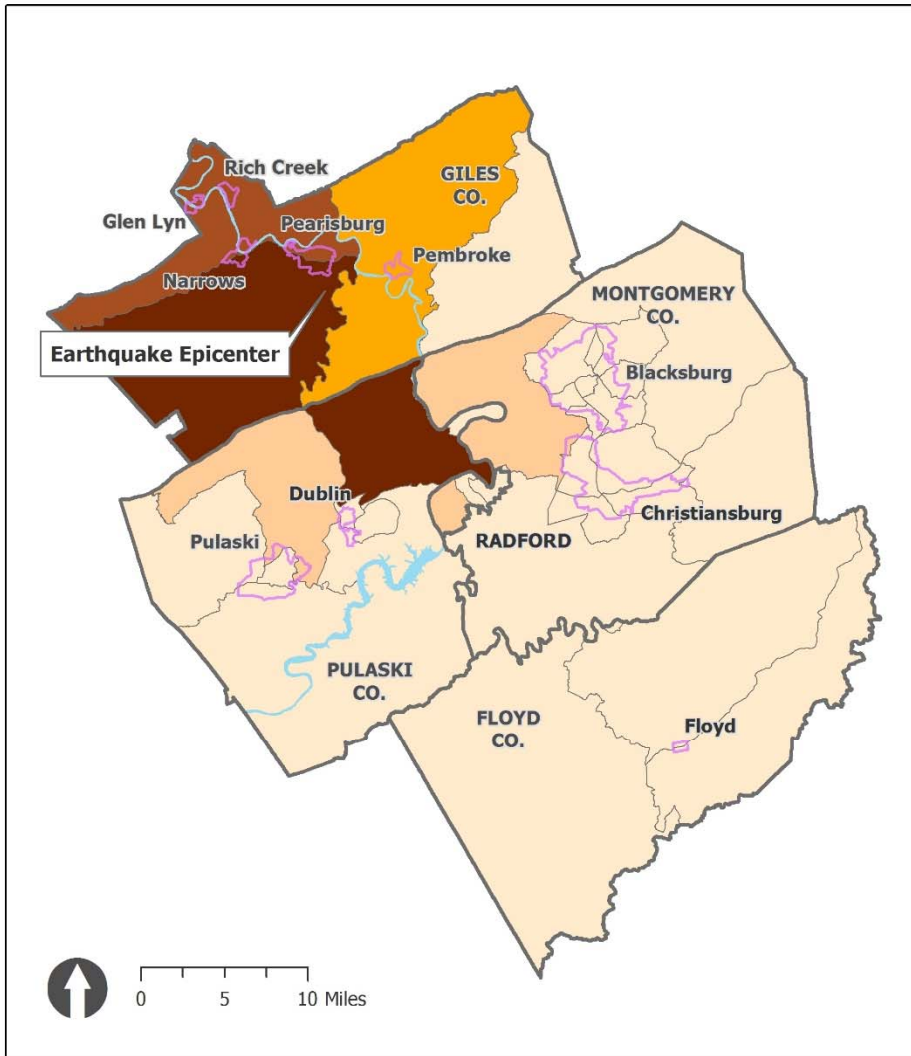 Rich Creek
GILES
CO.
Glen Lyn
Pearisburg
Pembroke
Narrows
MONTGOMERY
CO.
Earthquake Epicenter
Blacksburg
Dublin
Christiansburg
Pulaski
RADFORD
PULASKI
CO.
FLOYD
CO.
Floyd
0 5 10 Miles